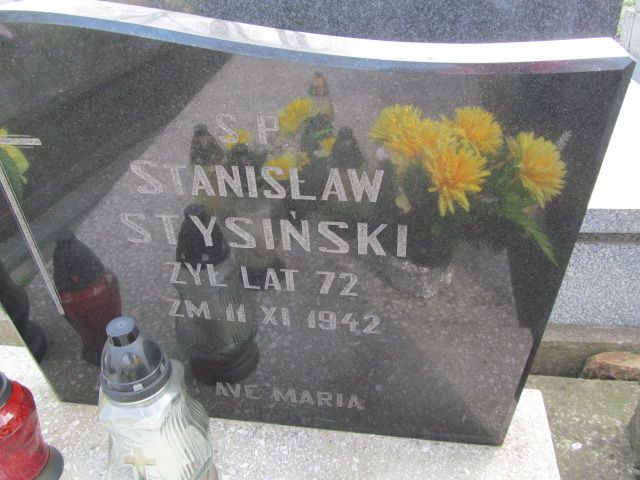 Ś P
STANISŁAW
STYSIŃSKI
ŻYŁ LAT 72
ZM. 11 XI 1942
AVE MARIA